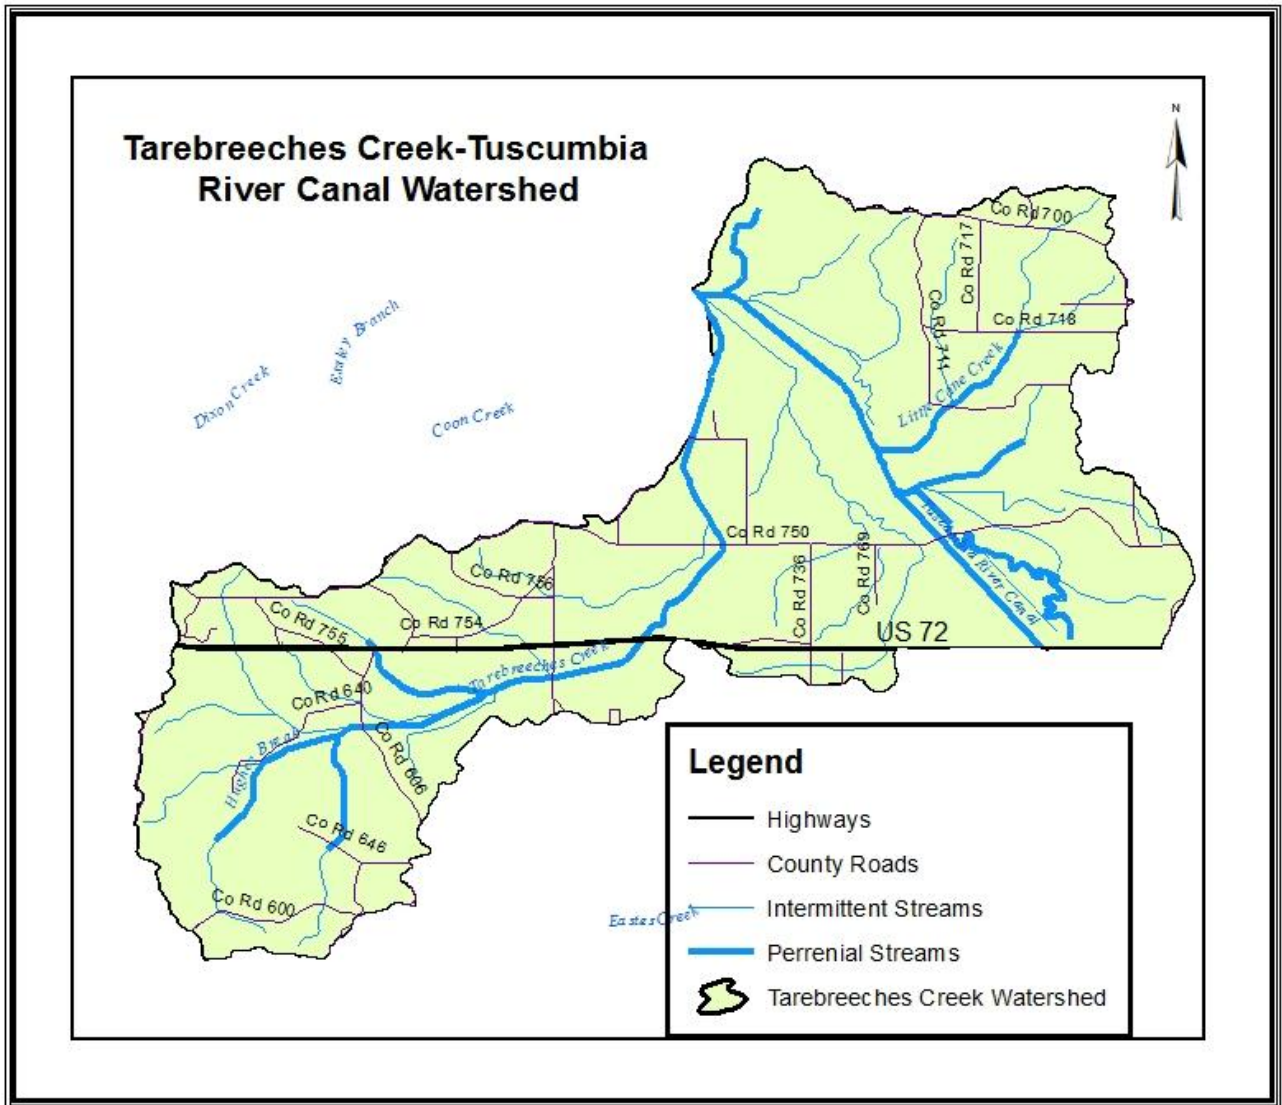 N
Tarebreeches Creek-Tuscumbia
River Canal Watershed
Co Rd 700
Co Rd 717
Co Rd 718
Co Rd 711
Little Cane Creek
Dixon Creek
Branch
Coon Creek
Co Rd 750
Co Rd 736
Co Rd 769
River Canal
Co Rd 756
Co Rd 755
Co Rd 754
US 72
Tarebreeches Creek
Co Rd 640
Co Rd 606
Co Rd 646
Co Rd 600
Eastes Creek
Legend
Highways
County Roads
Intermittent Streams
Perrenial Streams
Tarebreeches Creek Watershed